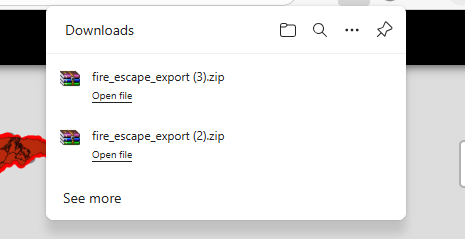 Downloads
fire_escape_export (3).zip
Open file
fire_escape_export (2).zip
Open file
See more